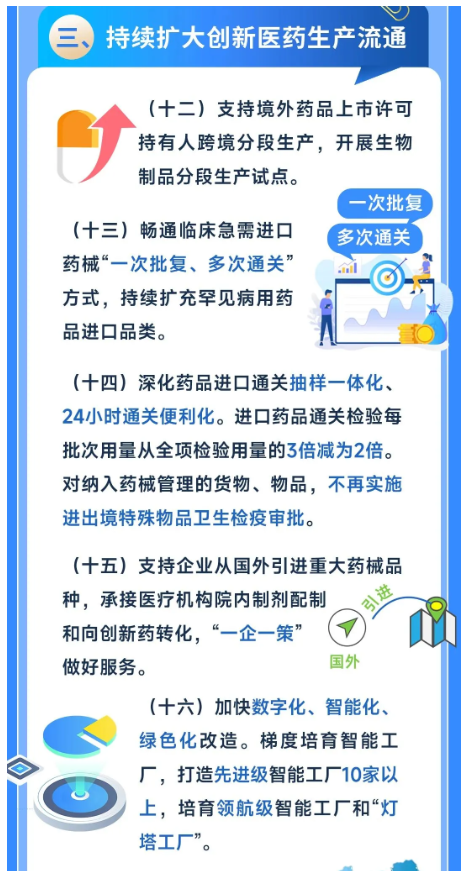 三、持续扩大创新医药生产流通
（十二）支持境外药品上市许可
持有人跨境分段生产，开展生物
制品分段生产试点。
（十三）畅通临床急需进口
药械“一次批复、多次通关”
方式，持续扩充罕见病用药
品进口品类。
一次批复
多次通关
（十四）深化药品进口通关抽样一体化、
24小时通关便利化。进口药品通关检验每
批次用量从全项检验用量的3倍减为2倍。
对纳入药械管理的货物、物品，不再实施
进出境特殊物品卫生检疫审批。
（十五）支持企业从国外引进重大药械品
种，承接医疗机构院内制剂配制
和向创新药转化，“一企一策”
做好服务。
引进
国外
（十六）加快数字化、智能化、
绿色化改造。梯度培育智能工
厂，打造先进级智能工厂10家以
上，培育领航级智能工厂和“灯
塔工厂”。